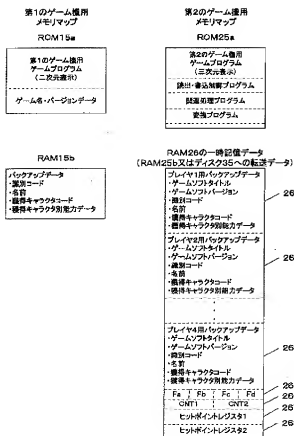 第1のゲーム機用
メモリマップ
ROM15a
第1のゲーム機用
ゲームプログラム
(二次元表示)
ゲーム名・バージョンデータ
第2のゲーム機用
メモリマップ
ROM25a
第2のゲーム機用
ゲームプログラム
(三次元表示)
読出・書込制御プログラム
関連処理プログラム
変換プログラム
RAM15b
バックアップデータ
・識別コード
・名前
・獲得キャラクタコード
・獲得キャラクタ別能力データ
RAM26の一時記憶データ
(RAM25b又はディスク35への転送データ)
プレイヤ1用バックアップデータ
・ゲームソフトタイトル
・ゲームソフトバージョン
・識別コード
・名前
・獲得キャラクタコード
・獲得キャラクタ別能力データ
26
プレイヤ2用バックアップデータ
・ゲームソフトタイトル
・ゲームソフトバージョン
・識別コード
・名前
・獲得キャラクタコード
・獲得キャラクタ別能力データ
26
プレイヤ4用バックアップデータ
・ゲームソフトタイトル
・ゲームソフトバージョン
・識別コード
・名前
・獲得キャラクタコード
・獲得キャラクタ別能力データ
26
Fa Fb Fc Fd
26
CNT1 CNT2
26
ヒットポイントレジスタ1
26
ヒットポイントレジスタ2
26